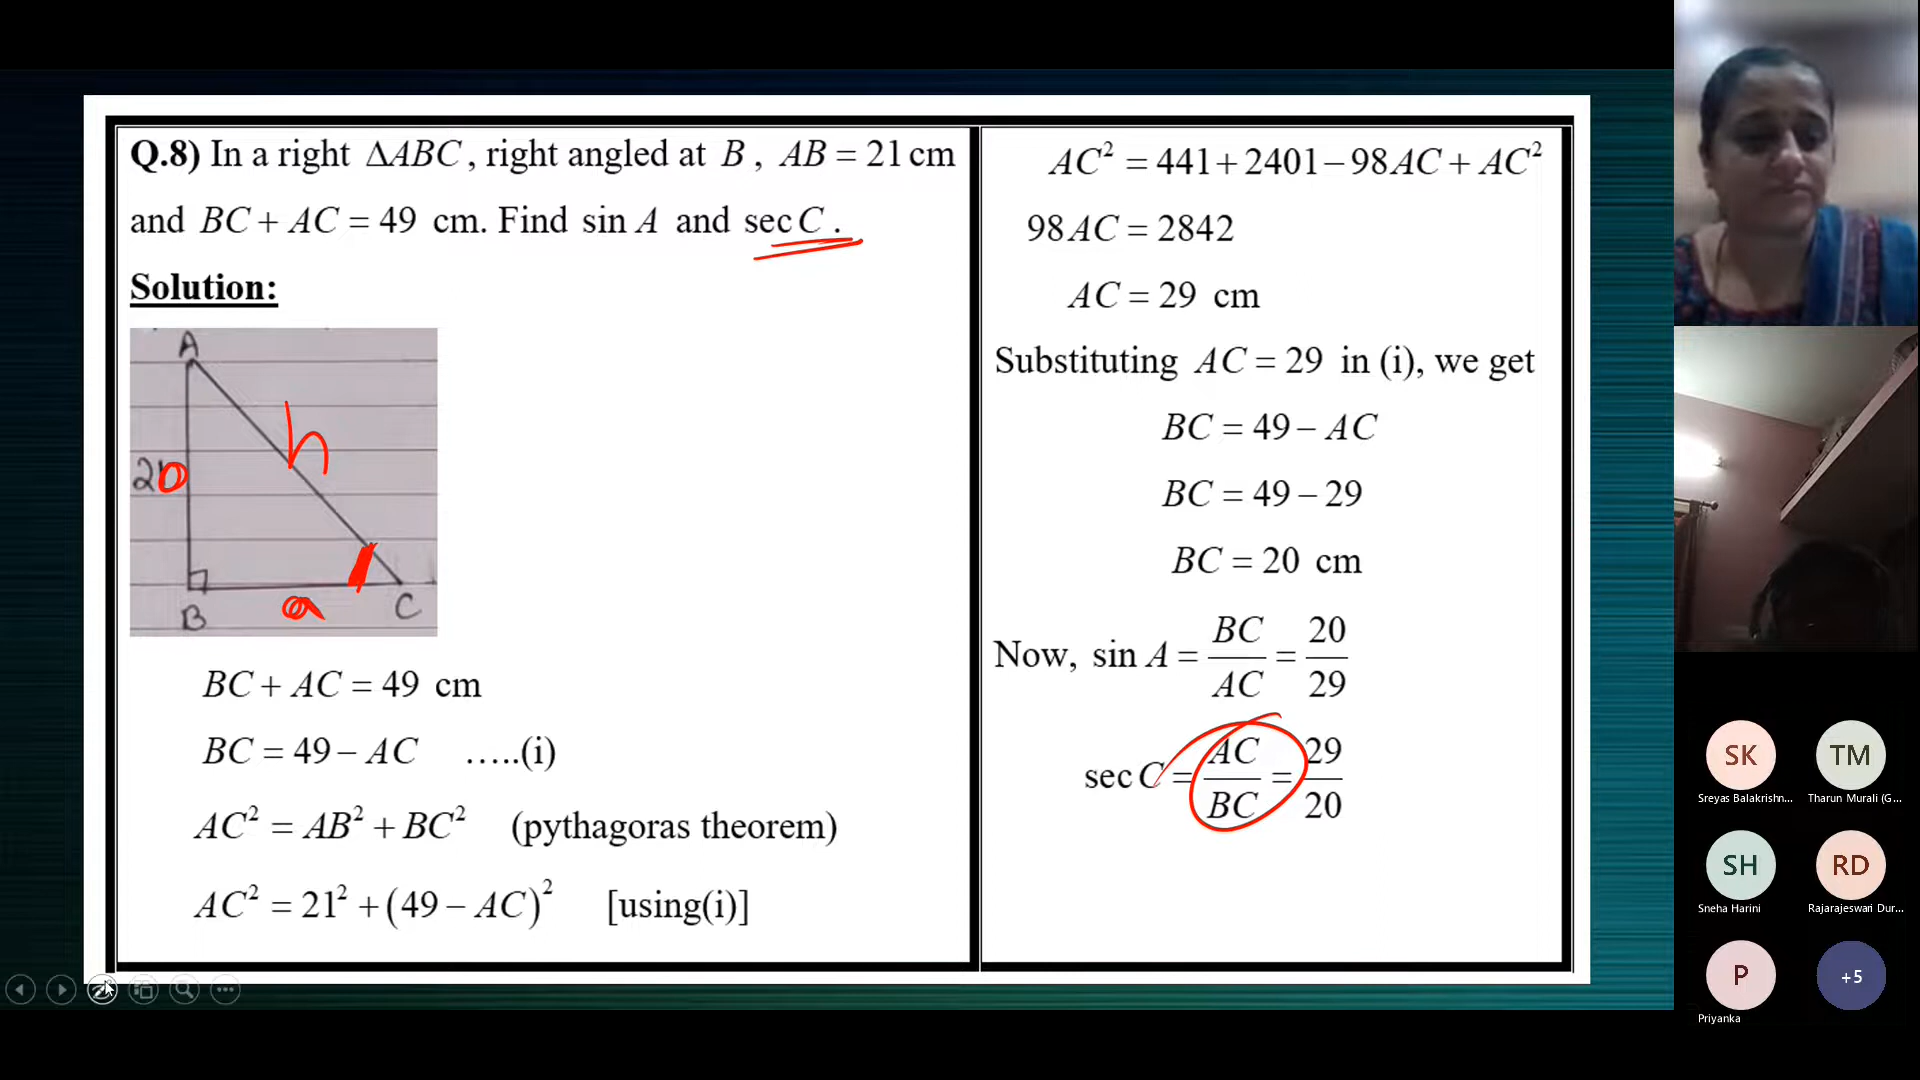 Q.8) In a right ΔABC, right angled at B, AB = 21 cm
and BC + AC = 49 cm. Find sin A and sec C.
Solution:
A
h
o
B
a
C
BC + AC = 49 cm
BC = 49 − AC …..(i)
AC² = AB² + BC² (pythagoras theorem)
AC² = 21² + (49 − AC)² [using(i)]
AC² = 441 + 2401 − 98AC + AC²
98AC = 2842
AC = 29 cm
Substituting AC = 29 in (i), we get
BC = 49 − AC
BC = 49 − 29
BC = 20 cm
Now, sin A = BC/AC = 20/29
sec C = AC/BC = 29/20
SK
TM
Sreyas Balakrishn...
Tharun Murali (G...
SH
RD
Sneha Harini
Rajarajeswari Dur...
P
+5
Priyanka